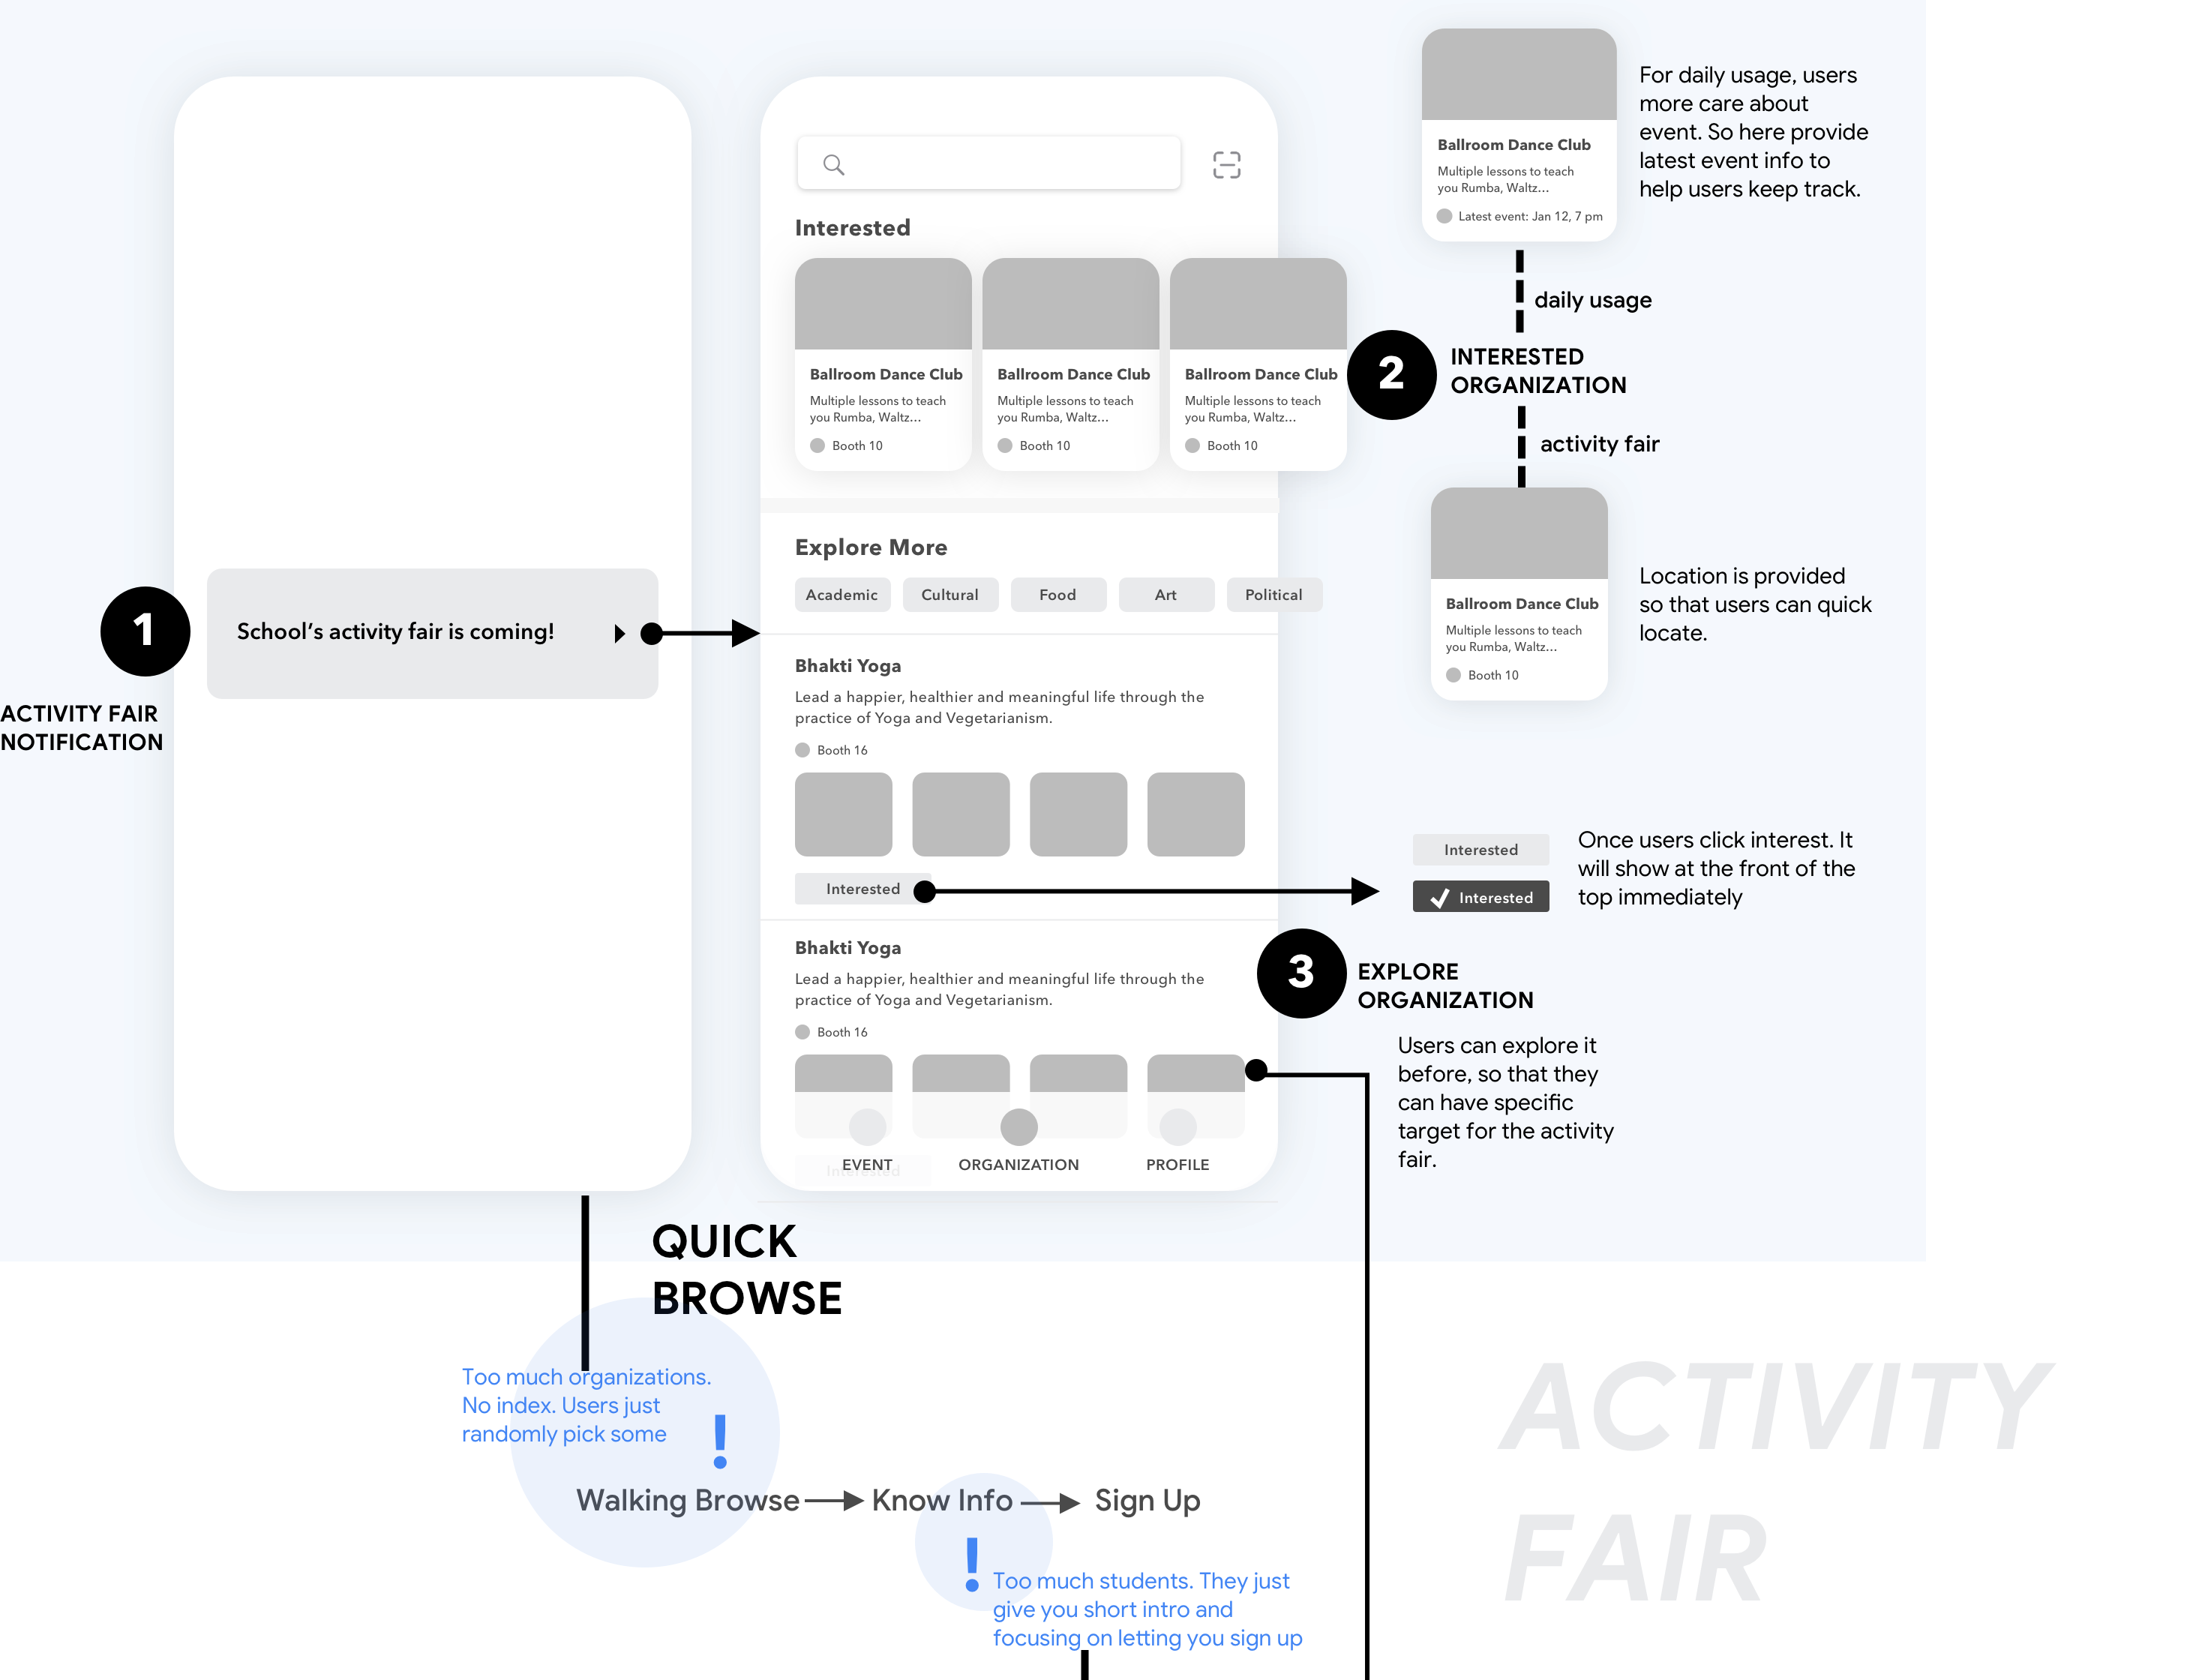 1
School's activity fair is coming!
ACTIVITY FAIR
NOTIFICATION
Interested
Ballroom Dance Club
Multiple lessons to teach
you Rumba, Waltz...
Booth 10
Ballroom Dance Club
Multiple lessons to teach
you Rumba, Waltz...
Booth 10
Ballroom Dance Club
Multiple lessons to teach
you Rumba, Waltz...
Booth 10
Explore More
Academic
Cultural
Food
Art
Political
Bhakti Yoga
Lead a happier, healthier and meaningful life through the
practice of Yoga and Vegetarianism.
Booth 16
Interested
Bhakti Yoga
Lead a happier, healthier and meaningful life through the
practice of Yoga and Vegetarianism.
Booth 16
Interested
EVENT
ORGANIZATION
PROFILE
Ballroom Dance Club
Multiple lessons to teach
you Rumba, Waltz...
Latest event: Jan 12, 7 pm
For daily usage, users
more care about
event. So here provide
latest event info to
help users keep track.
daily usage
2
INTERESTED
ORGANIZATION
activity fair
Ballroom Dance Club
Multiple lessons to teach
you Rumba, Waltz...
Booth 10
Location is provided
so that users can quick
locate.
Interested
Interested
Once users click interest. It
will show at the front of the
top immediately
3
EXPLORE
ORGANIZATION
Users can explore it
before, so that they
can have specific
target for the activity
fair.
QUICK
BROWSE
Too much organizations.
No index. Users just
randomly pick some
!
Walking Browse
Know Info
Sign Up
!
Too much students. They just
give you short intro and
focusing on letting you sign up
ACTIVITY
FAIR